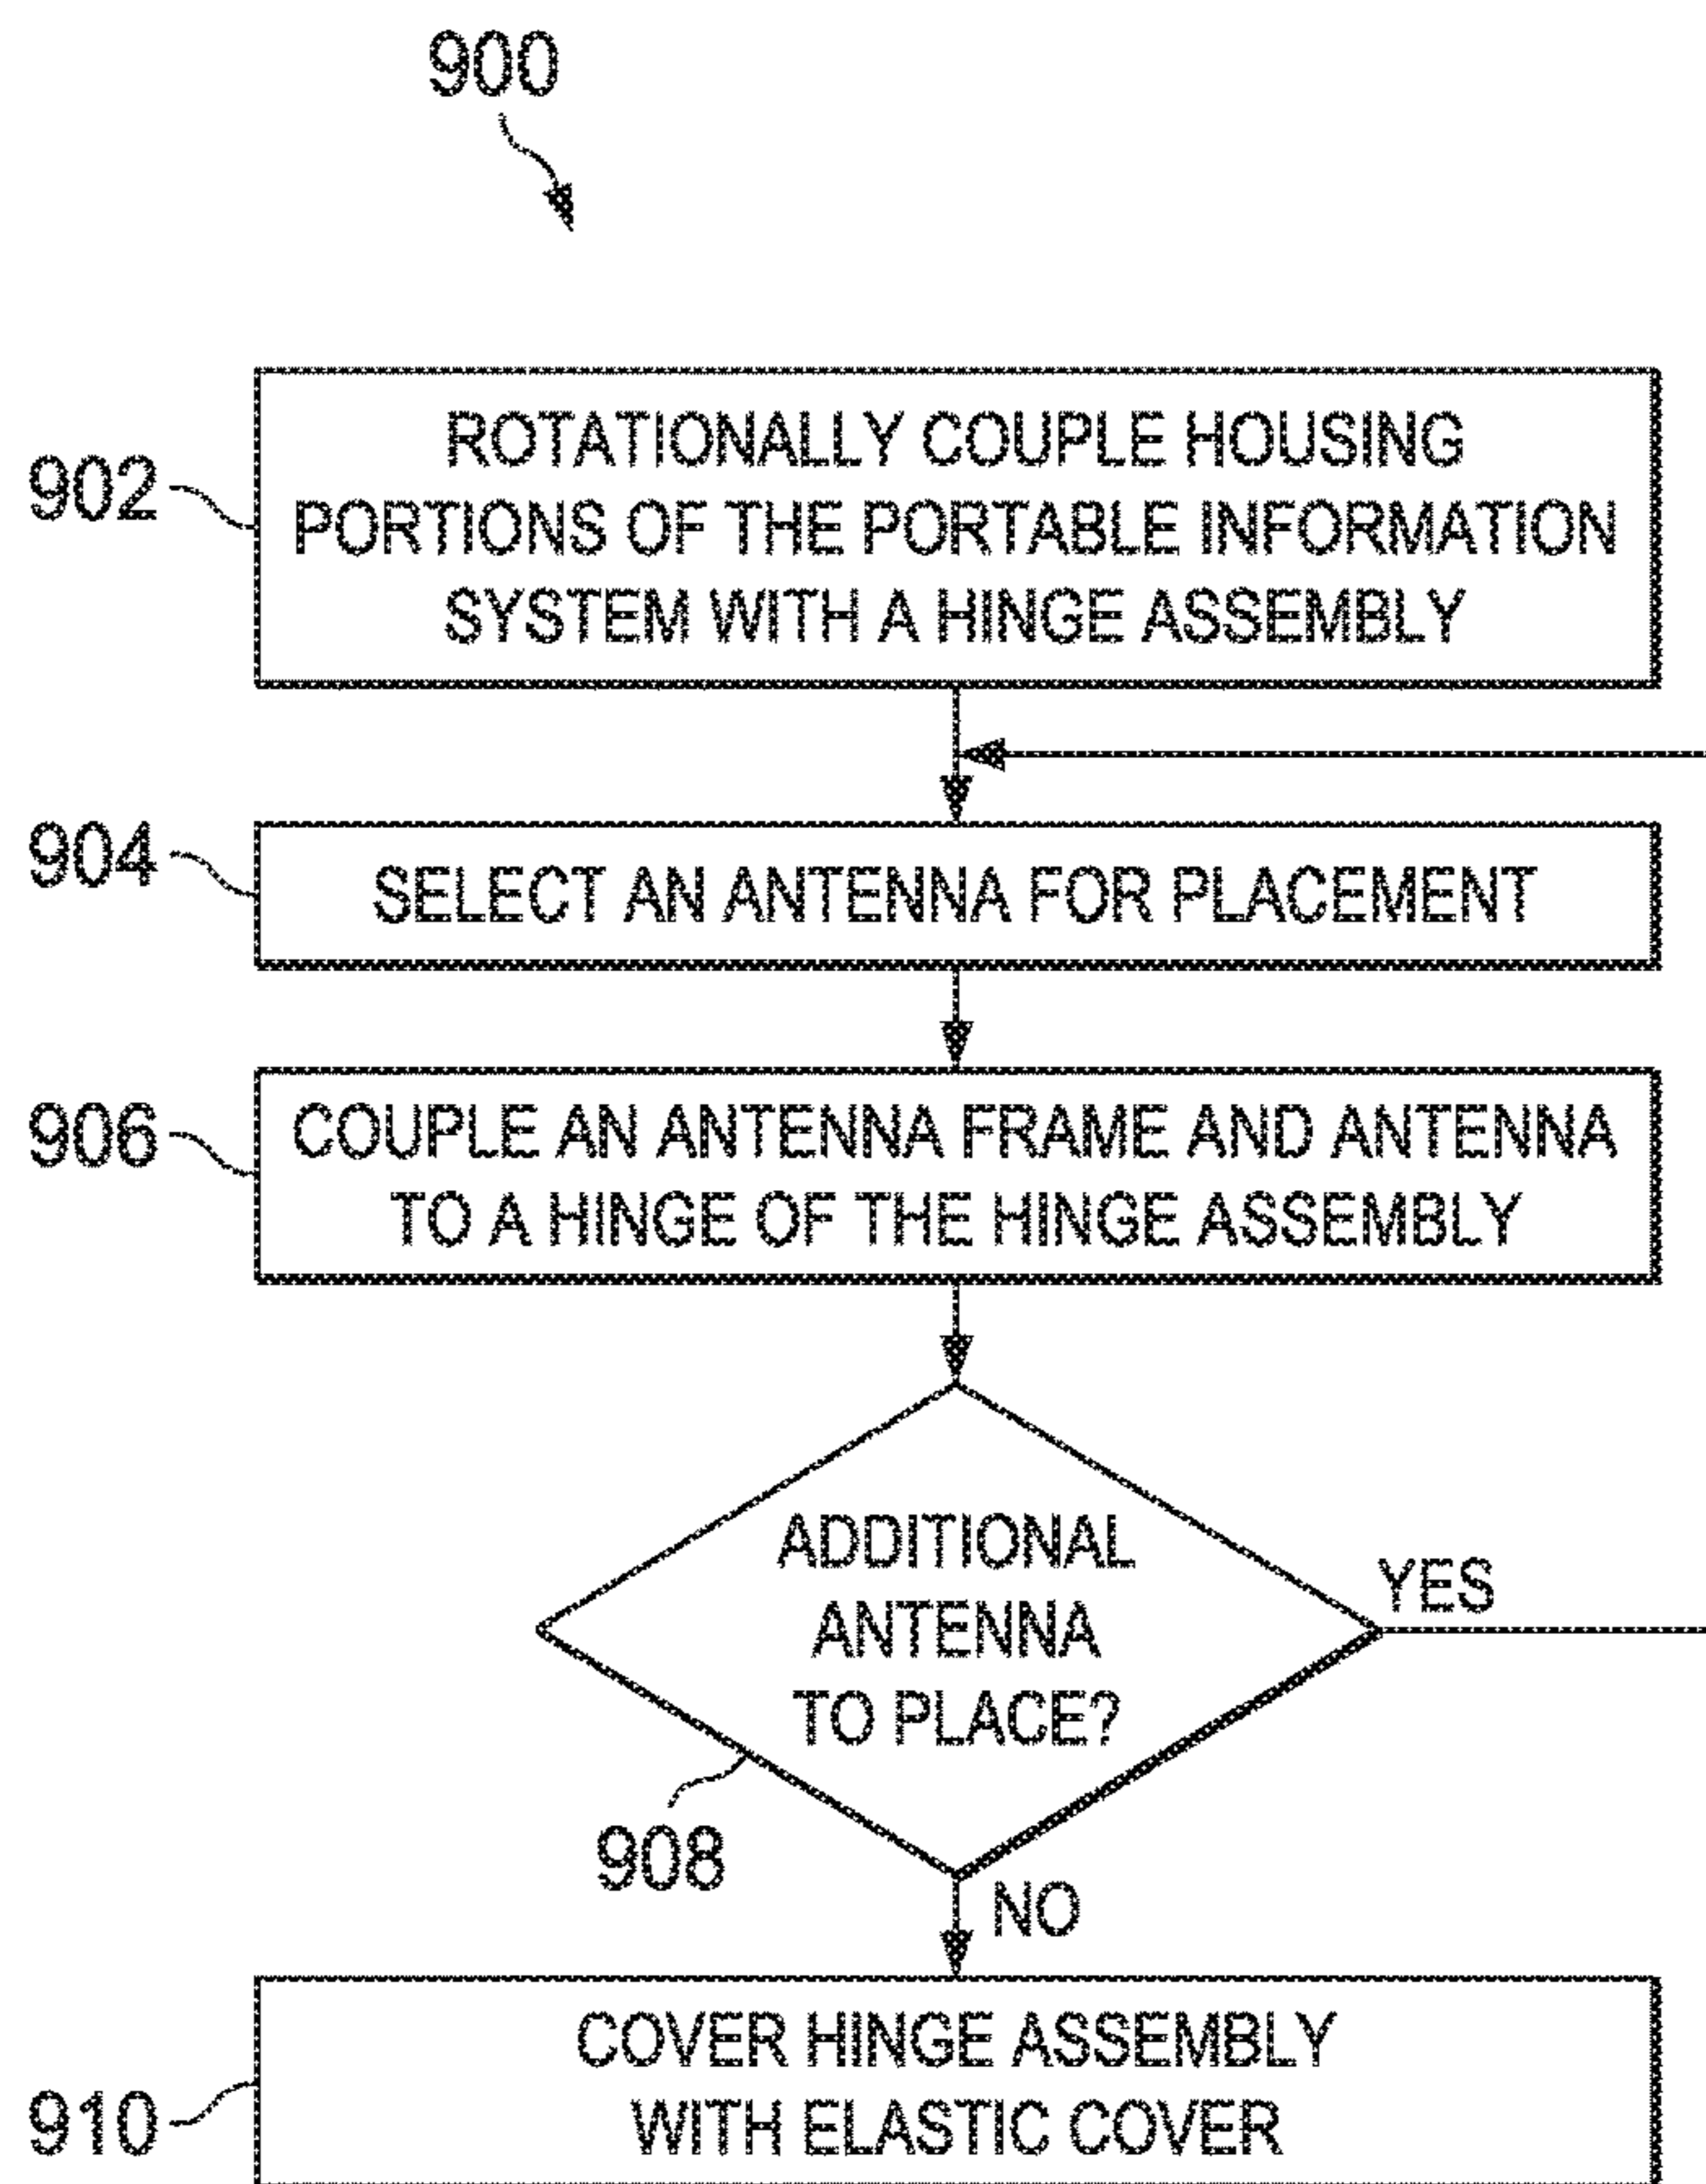 900
902
ROTATIONALLY COUPLE HOUSING
PORTIONS OF THE PORTABLE INFORMATION
SYSTEM WITH A HINGE ASSEMBLY
904
SELECT AN ANTENNA FOR PLACEMENT
906
COUPLE AN ANTENNA FRAME AND ANTENNA
TO A HINGE OF THE HINGE ASSEMBLY
ADDITIONAL
ANTENNA
TO PLACE?
YES
908
NO
910
COVER HINGE ASSEMBLY
WITH ELASTIC COVER